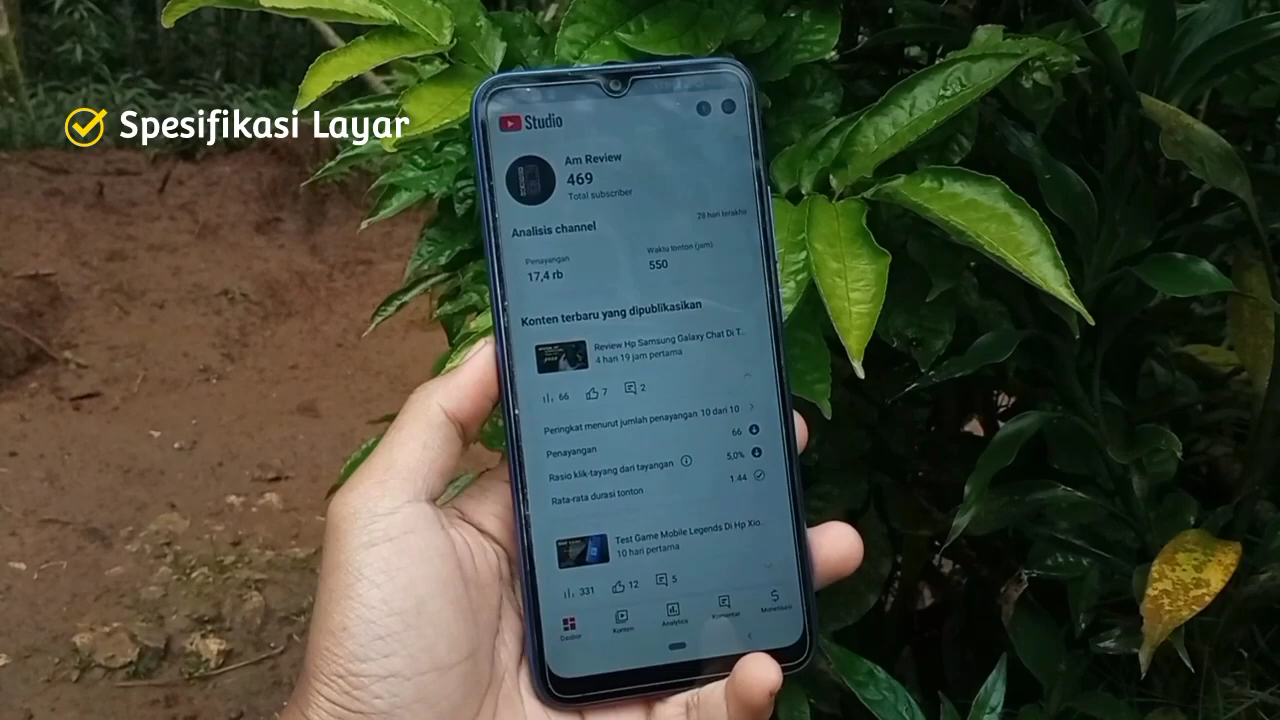 Spesifikasi Layar
Studio
Am Review
469
Total subscriber
Analisis channel
28 hari terakhir
Penayangan
17,4 rb
Waktu tonton (jam)
550
Konten terbaru yang dipublikasikan
Review Hp Samsung Galaxy Chat Di T...
4 hari 19 jam pertama
66 7 2
Peringkat menurut jumlah penayangan 10 dari 10
Penayangan 66
Rasio klik-tayang dari tayangan 5,0%
Rata-rata durasi tonton 1.44
Test Game Mobile Legends Di Hp Xio...
10 hari pertama
331 12 5
Dasbor Konten Analytics Komentar Monetisasi